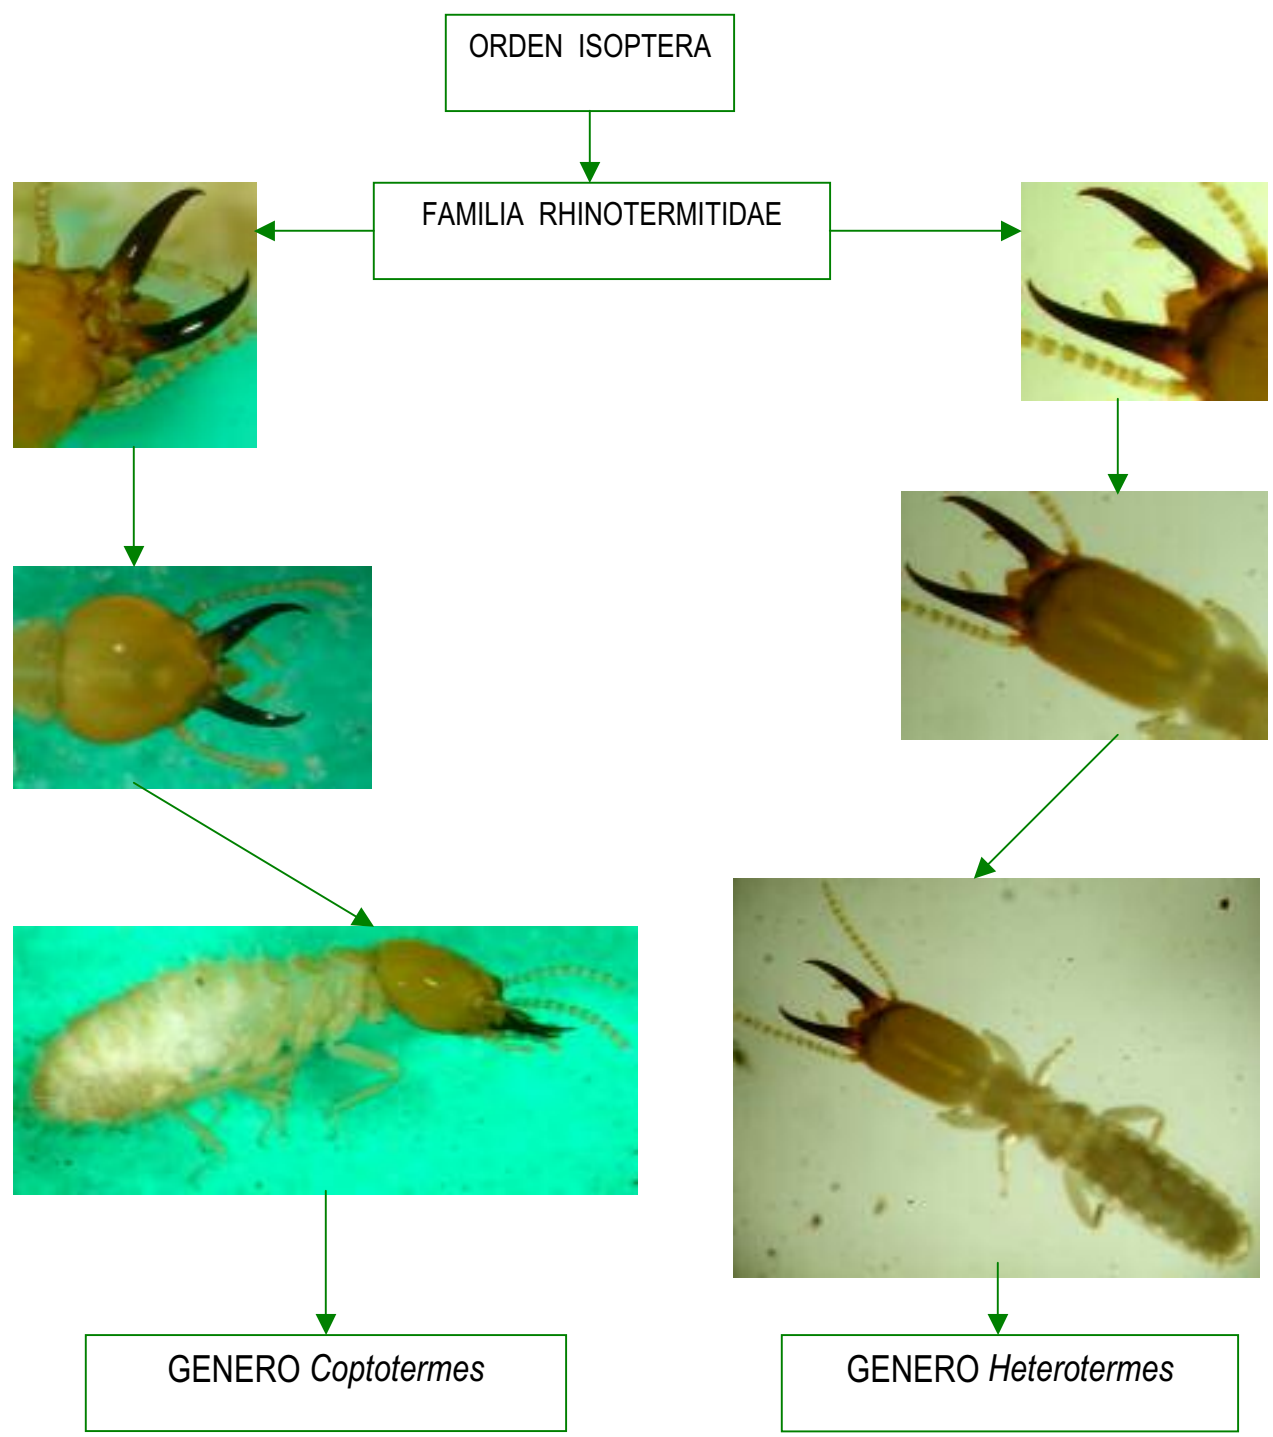 ORDEN ISOPTERA
FAMILIA RHINOTERMITIDAE
GENERO Coptotermes
GENERO Heterotermes